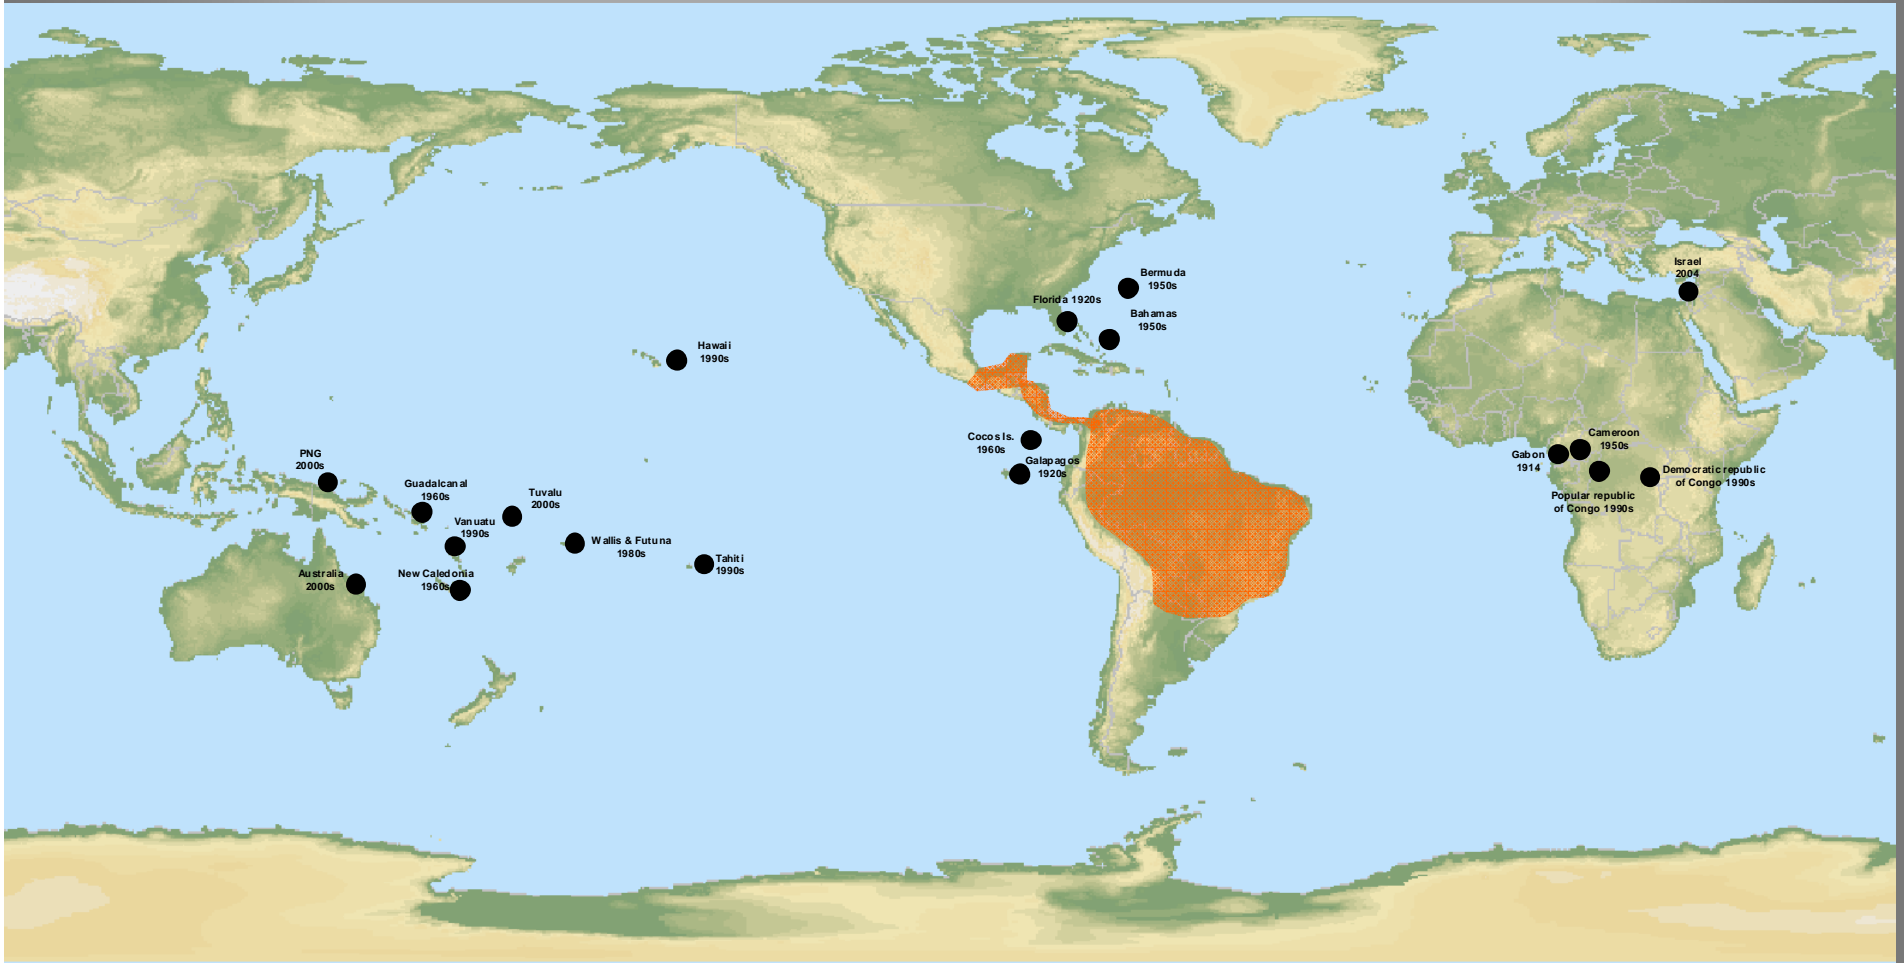 Israel
2004
Bermuda
1950s
Florida 1920s
Bahamas
1950s
Hawaii
1990s
Cocos Is.
1960s
Galapagos
1920s
Cameroon
1950s
Gabon
1914
Democratic republic
of Congo 1990s
Popular republic
of Congo 1990s
PNG
2000s
Guadalcanal
1960s
Tuvalu
2000s
Vanuatu
1990s
Wallis & Futuna
1980s
Tahiti
1990s
Australia
2000s
New Caledonia
1960s